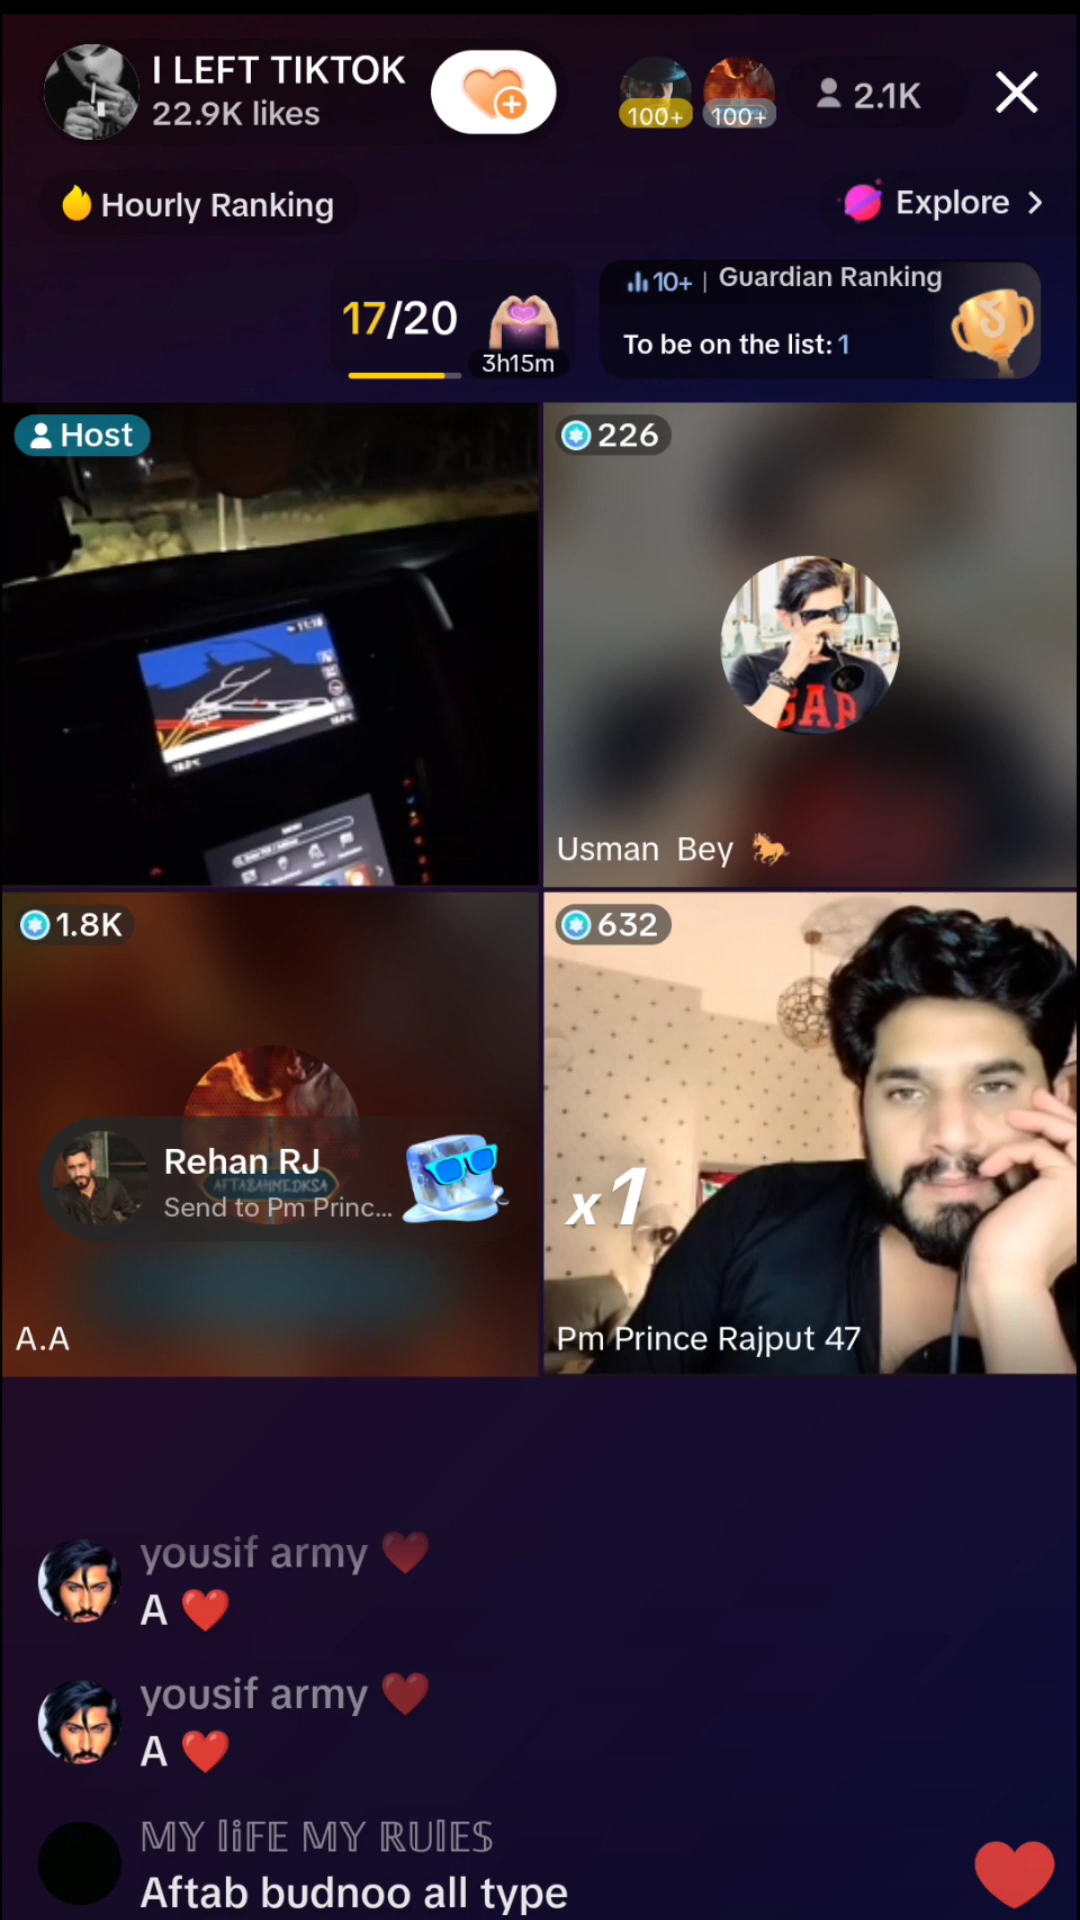 I LEFT TIKTOK
22.9K likes
100+
100+
2.1K
Hourly Ranking
Explore
17/20
3h15m
10+ | Guardian Ranking
To be on the list: 1
Host
226
GAP
Usman Bey
1.8K
632
Rehan RJ
AFTABAHMEDKSA
Send to Pm Princ...
x1
A.A
Pm Prince Rajput 47
yousif army
A
yousif army
A
𝕄𝕐 𝕝𝕚𝔽𝔼 𝕄𝕐 ℝ𝕌𝕝𝔼𝕊
Aftab budnoo all type